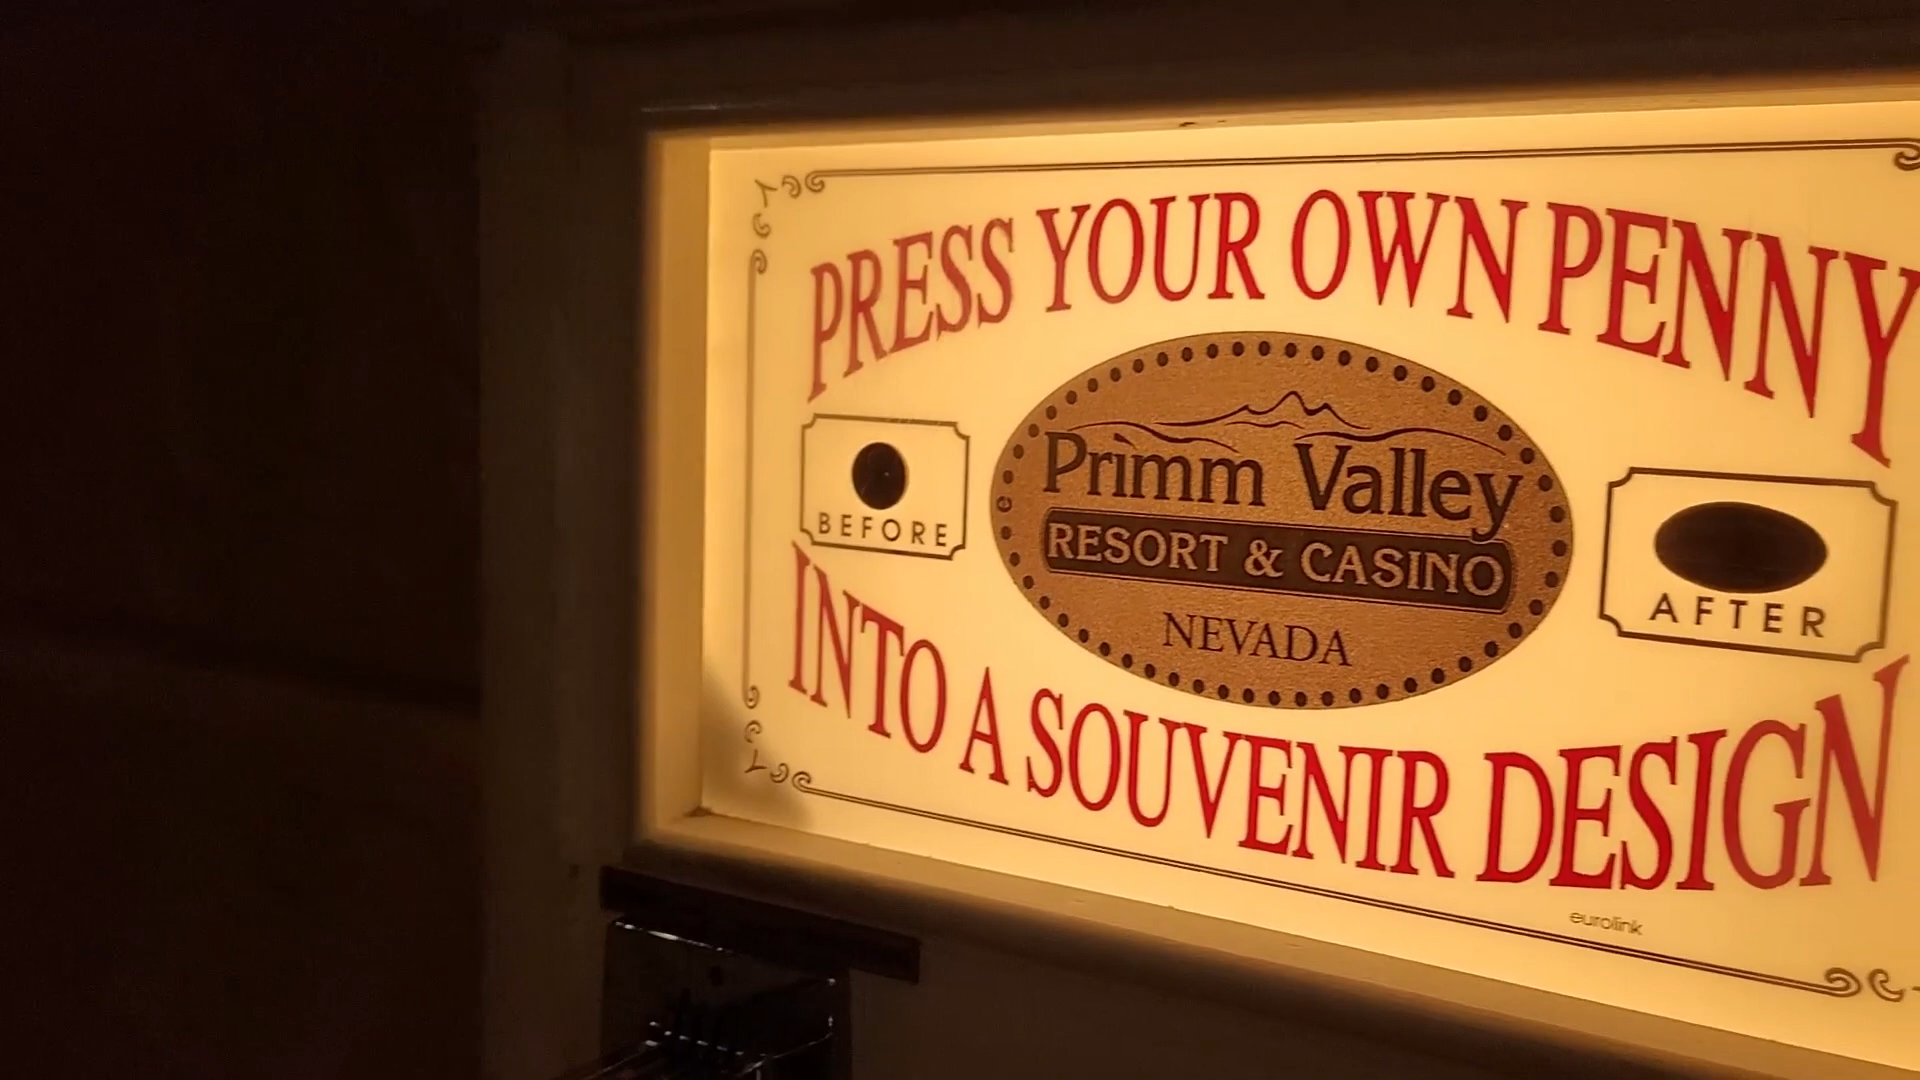 PRESS YOUR OWN PENNY
Primm Valley
RESORT & CASINO
NEVADA
BEFORE
AFTER
INTO A SOUVENIR DESIGN
eurolink